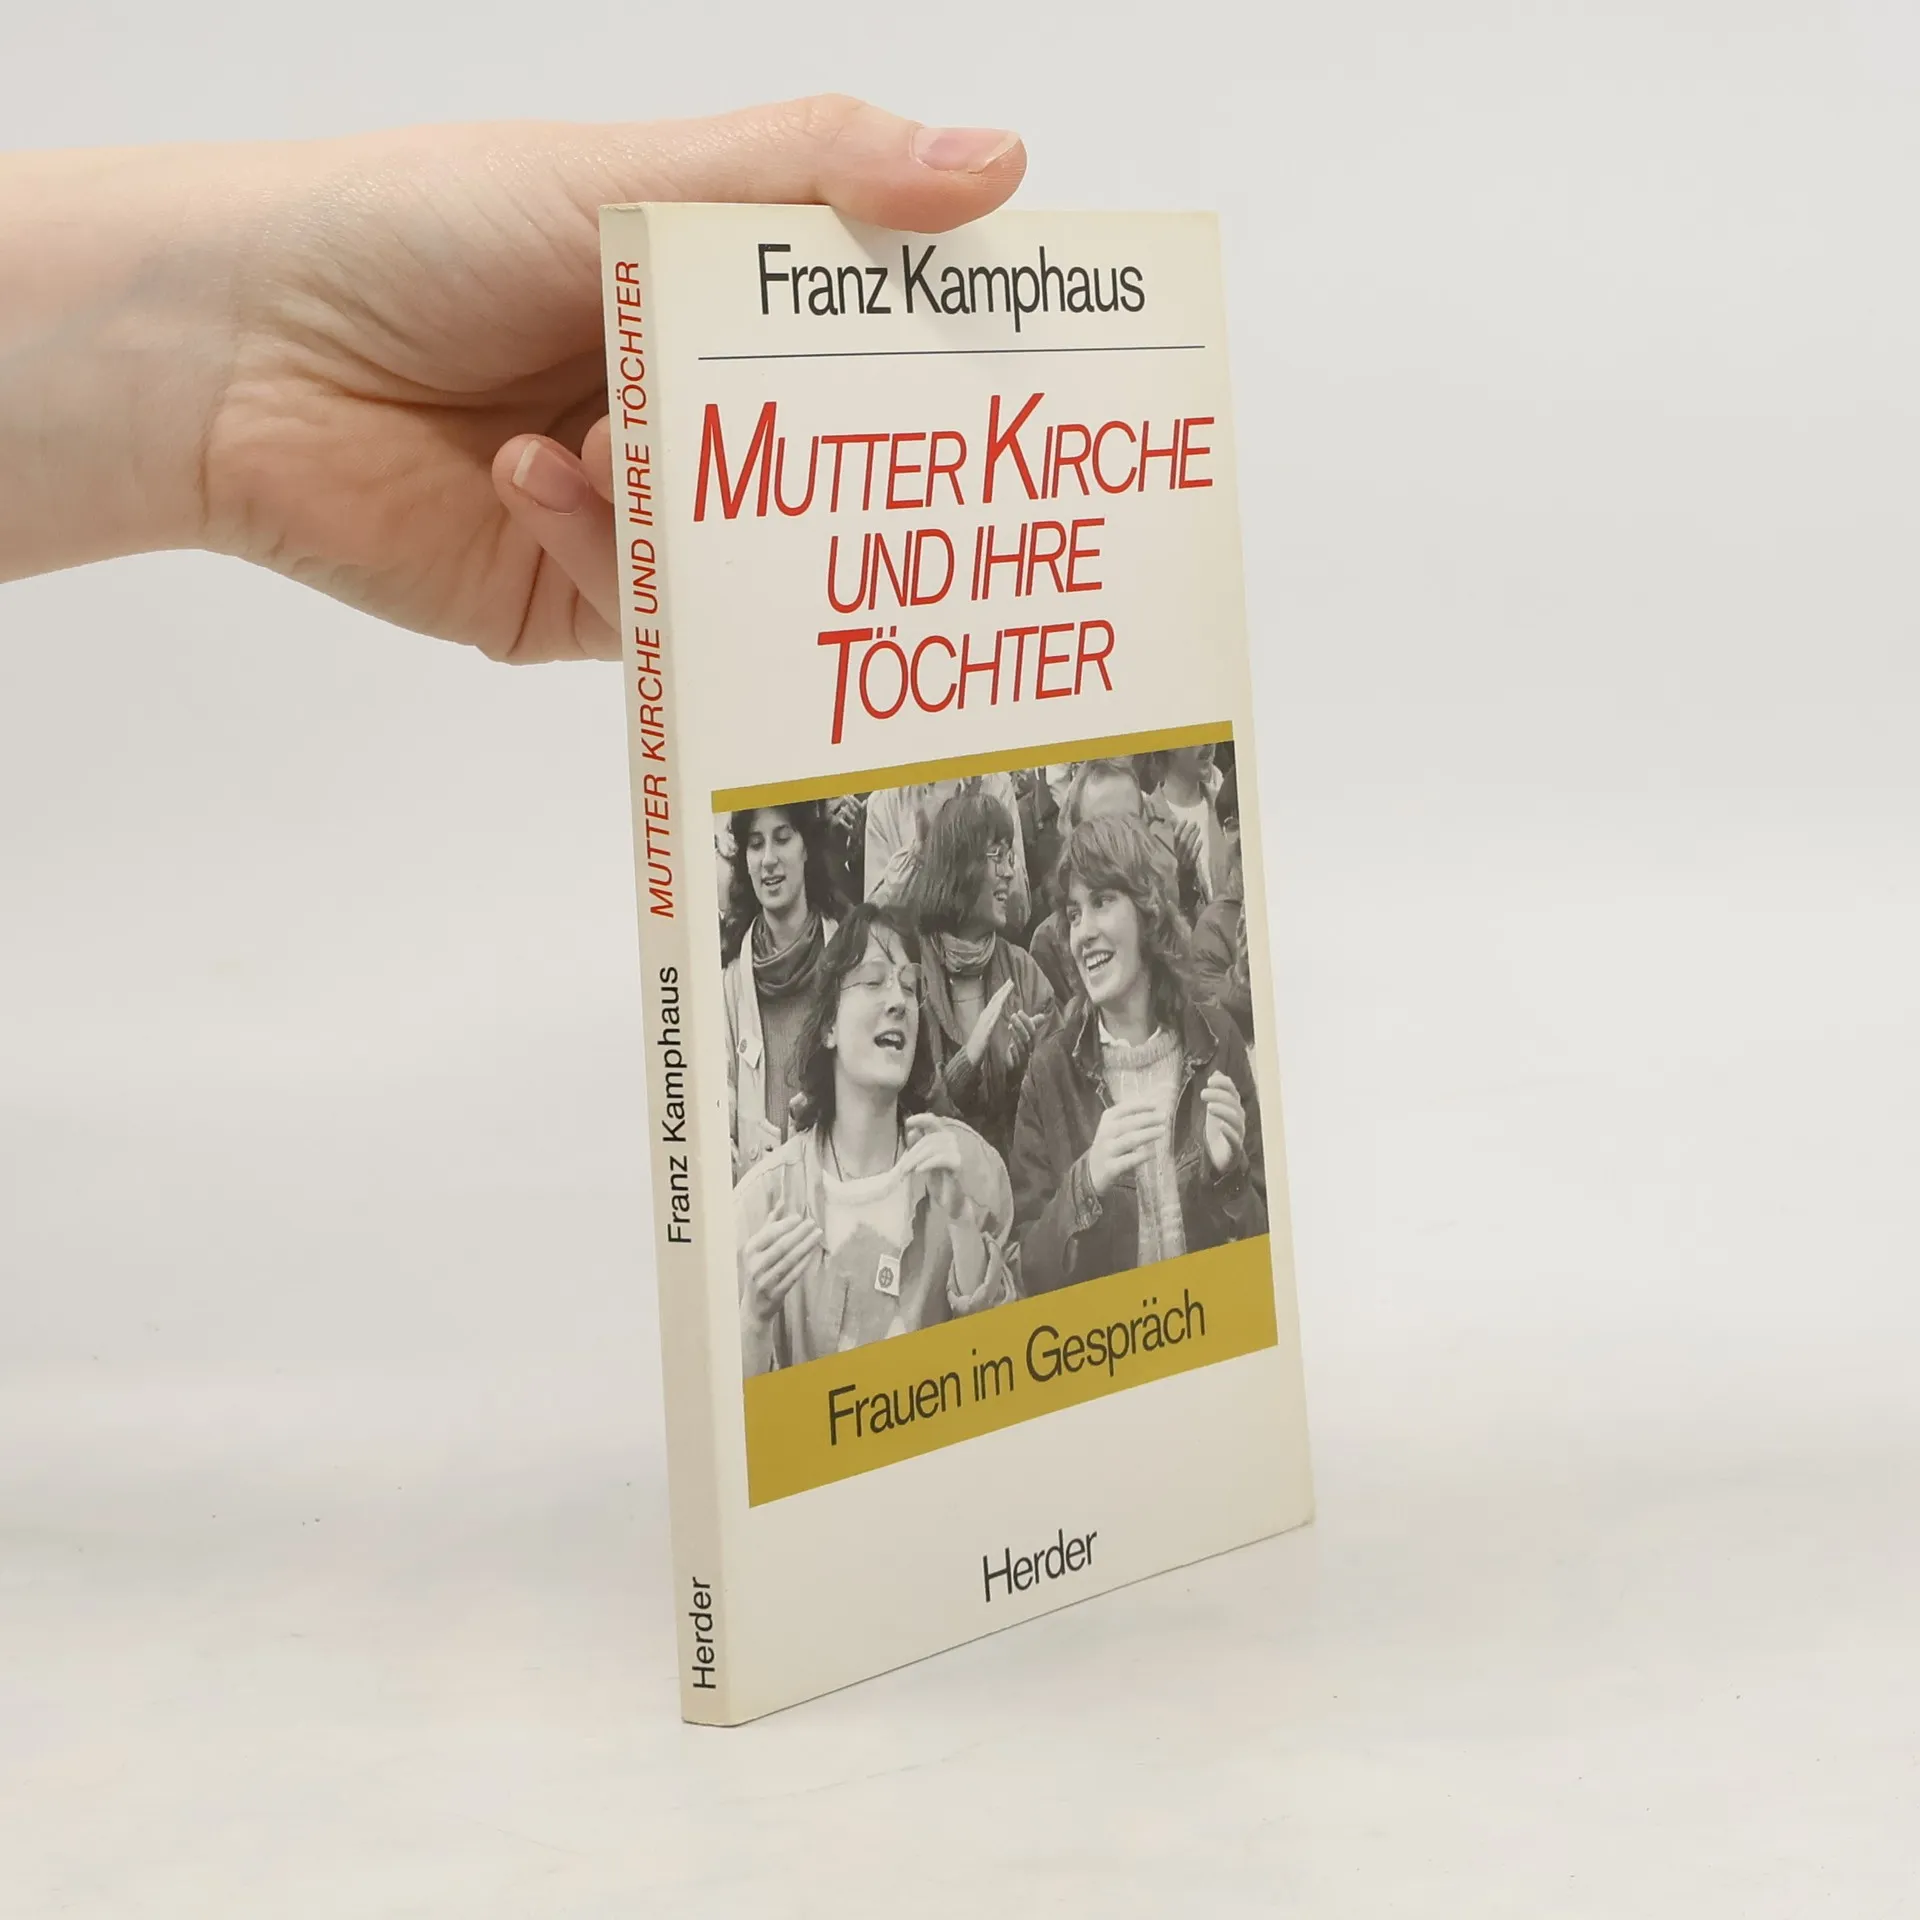 Franz Kamphaus
MUTTER KIRCHE
UND IHRE
TÖCHTER
Frauen im Gespräch
Herder
Herder Franz Kamphaus MUTTER KIRCHE UND IHRE TÖCHTER